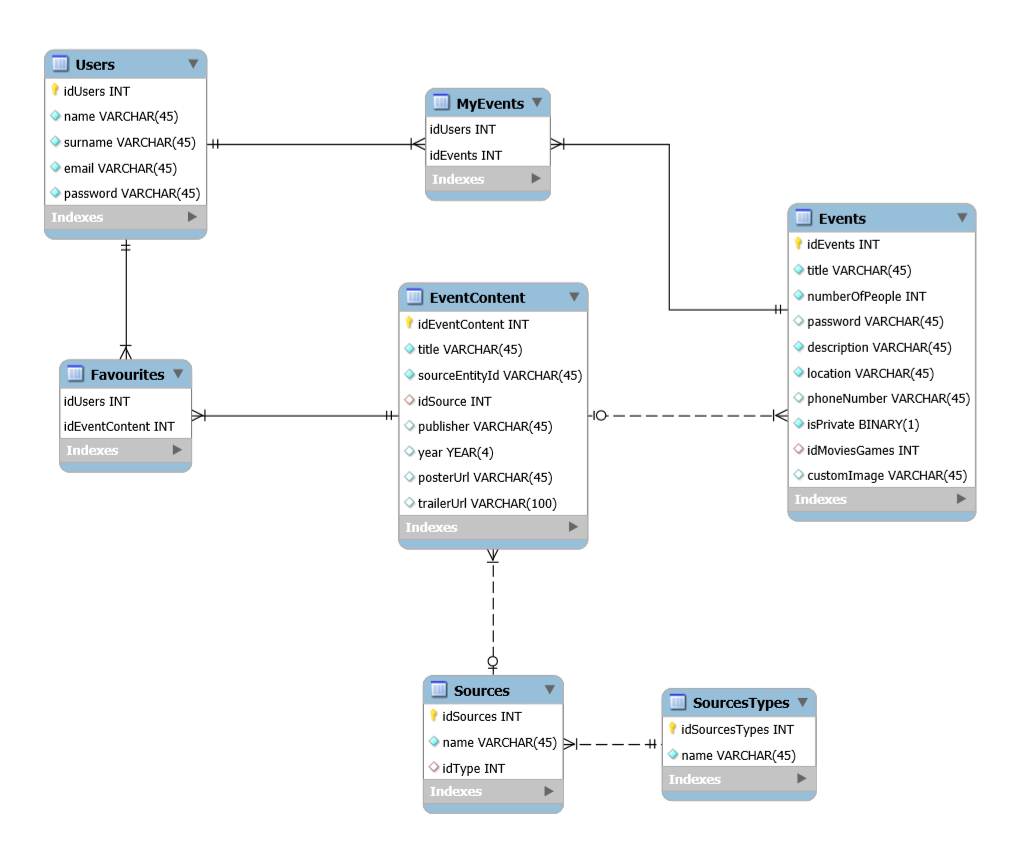 Users
idUsers INT
name VARCHAR(45)
surname VARCHAR(45)
email VARCHAR(45)
password VARCHAR(45)
Indexes
MyEvents
idUsers INT
idEvents INT
Indexes
Events
idEvents INT
title VARCHAR(45)
numberOfPeople INT
password VARCHAR(45)
description VARCHAR(45)
location VARCHAR(45)
phoneNumber VARCHAR(45)
isPrivate BINARY(1)
idMoviesGames INT
customImage VARCHAR(45)
Indexes
EventContent
idEventContent INT
title VARCHAR(45)
sourceEntityId VARCHAR(45)
idSource INT
publisher VARCHAR(45)
year YEAR(4)
posterUrl VARCHAR(45)
trailerUrl VARCHAR(100)
Indexes
Favourites
idUsers INT
idEventContent INT
Indexes
Sources
idSources INT
name VARCHAR(45)
idType INT
Indexes
SourcesTypes
idSourcesTypes INT
name VARCHAR(45)
Indexes